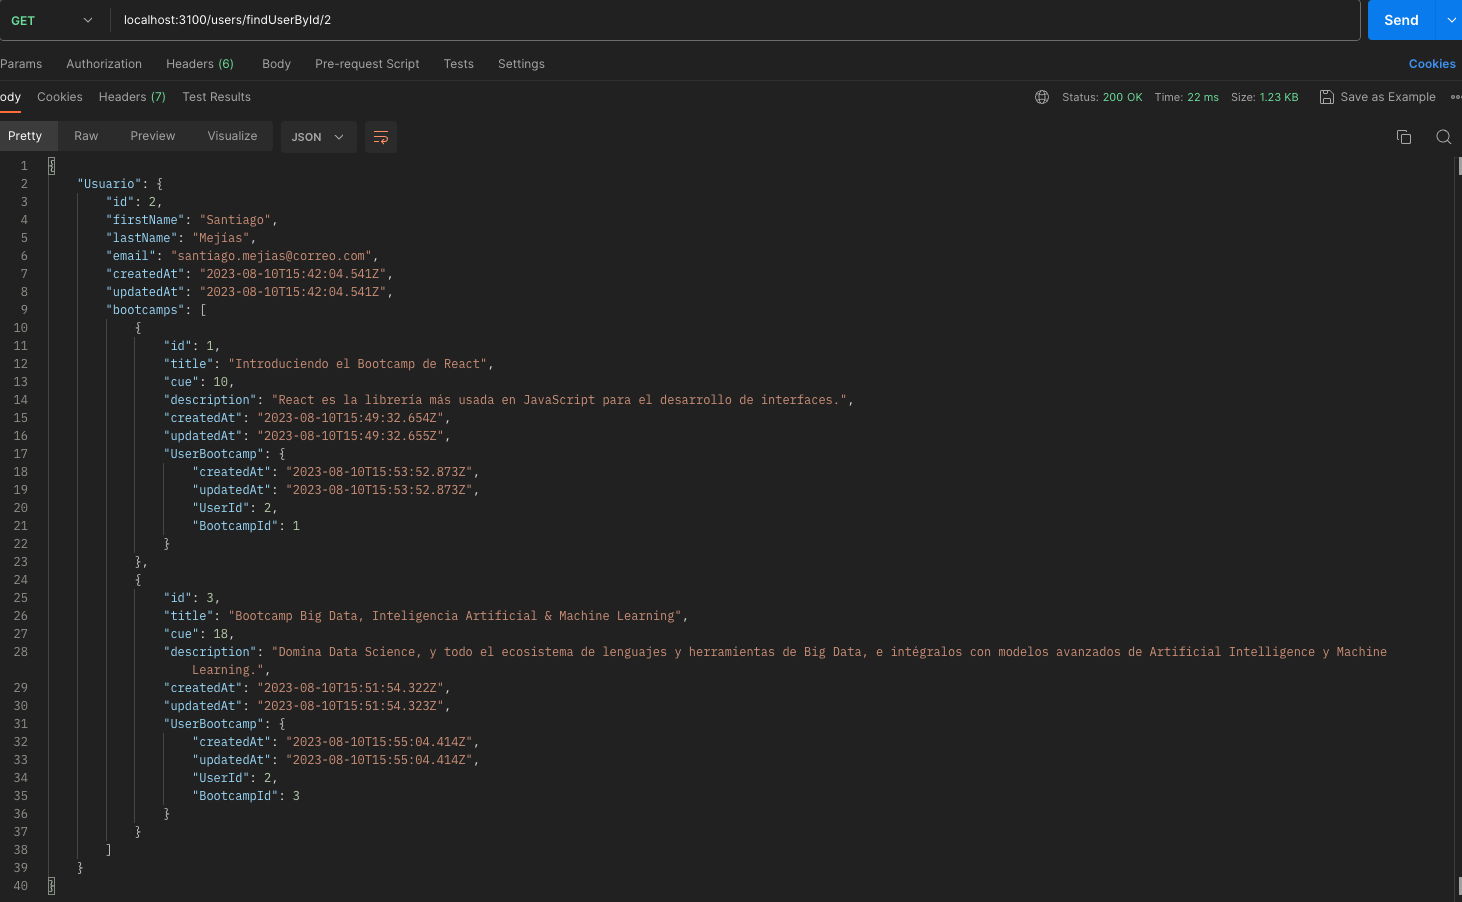 GET localhost:3100/users/findUserById/2 Send
Params Authorization Headers (6) Body Pre-request Script Tests Settings Cookies
ody Cookies Headers (7) Test Results Status: 200 OK Time: 22 ms Size: 1.23 KB Save as Example
Pretty Raw Preview Visualize JSON
1 {
2 "Usuario": {
3 "id": 2,
4 "firstName": "Santiago",
5 "lastName": "Mejías",
6 "email": "santiago.mejias@correo.com",
7 "createdAt": "2023-08-10T15:42:04.541Z",
8 "updatedAt": "2023-08-10T15:42:04.541Z",
9 "bootcamps": [
10 {
11 "id": 1,
12 "title": "Introduciendo el Bootcamp de React",
13 "cue": 10,
14 "description": "React es la librería más usada en JavaScript para el desarrollo de interfaces.",
15 "createdAt": "2023-08-10T15:49:32.654Z",
16 "updatedAt": "2023-08-10T15:49:32.655Z",
17 "UserBootcamp": {
18 "createdAt": "2023-08-10T15:53:52.873Z",
19 "updatedAt": "2023-08-10T15:53:52.873Z",
20 "UserId": 2,
21 "BootcampId": 1
22 }
23 },
24 {
25 "id": 3,
26 "title": "Bootcamp Big Data, Inteligencia Artificial & Machine Learning",
27 "cue": 18,
28 "description": "Domina Data Science, y todo el ecosistema de lenguajes y herramientas de Big Data, e intégralos con modelos avanzados de Artificial Intelligence y Machine
Learning.",
29 "createdAt": "2023-08-10T15:51:54.322Z",
30 "updatedAt": "2023-08-10T15:51:54.323Z",
31 "UserBootcamp": {
32 "createdAt": "2023-08-10T15:55:04.414Z",
33 "updatedAt": "2023-08-10T15:55:04.414Z",
34 "UserId": 2,
35 "BootcampId": 3
36 }
37 }
38 ]
39 }
40 }